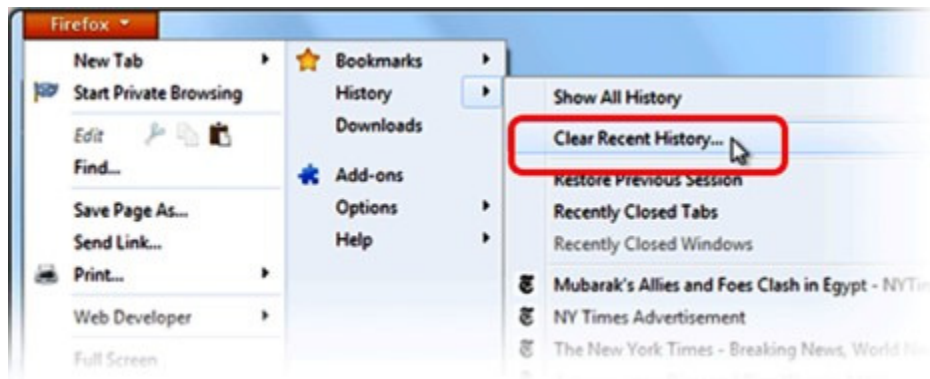 Firefox
New Tab
Start Private Browsing
Edit
Find...
Save Page As...
Send Link...
Print...
Web Developer
Full Screen
Bookmarks
History
Downloads
Add-ons
Options
Help
Show All History
Clear Recent History...
Restore Previous Session
Recently Closed Tabs
Recently Closed Windows
Mubarak's Allies and Foes Clash in Egypt - NYTim
NY Times Advertisement
The New York Times - Breaking News, World